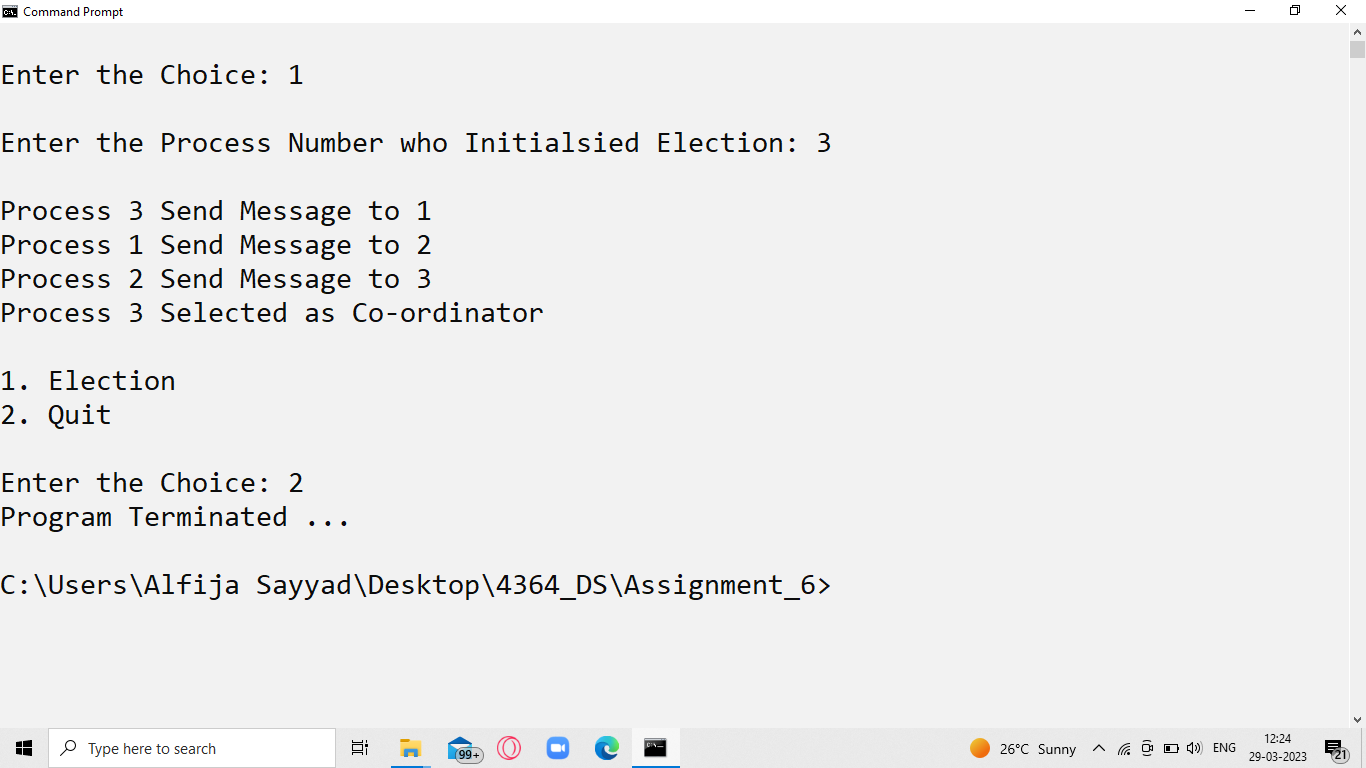 Command Prompt
Enter the Choice: 1
Enter the Process Number who Initialsied Election: 3
Process 3 Send Message to 1
Process 1 Send Message to 2
Process 2 Send Message to 3
Process 3 Selected as Co-ordinator
1. Election
2. Quit
Enter the Choice: 2
Program Terminated ...
C:\Users\Alfija Sayyad\Desktop\4364_DS\Assignment_6>
Type here to search
99+
26°C Sunny
ENG
12:24
29-03-2023
21